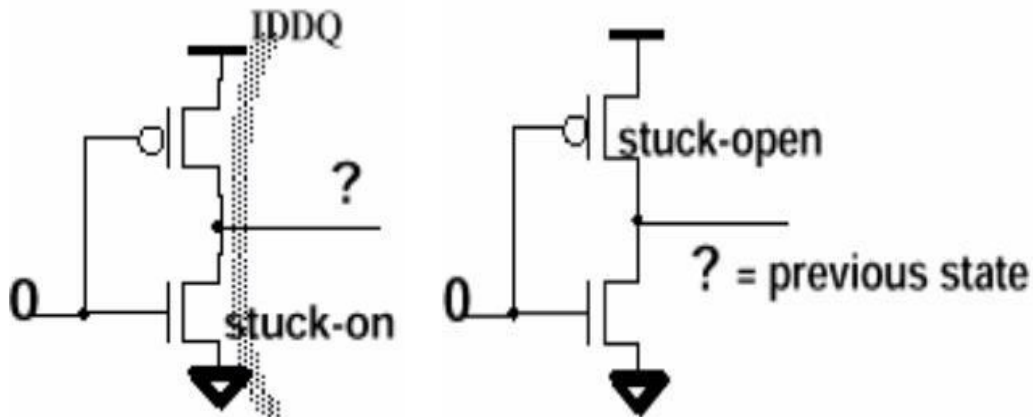 IDDQ
?
0
stuck-on
stuck-open
0
? = previous state